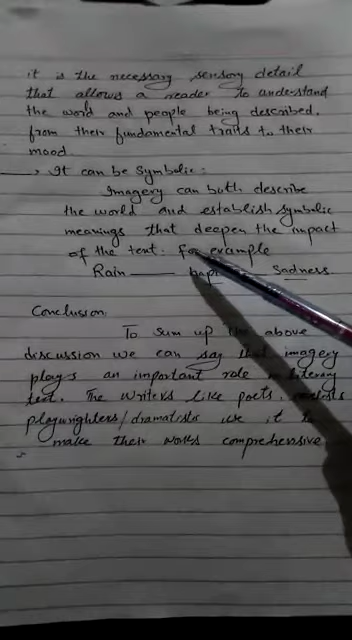 it is the necessary sensory detail
that allows a reader to understand
the world and people being described.
from their fundamental traits to their
mood
→ It can be Symbolic:
Imagery can both describe
the world and establish symbolic
meanings that deepen the impact
of the text. For example
Rain —— — Sadness
Conclusion:
To sum up the above
discussion we can say that imagery
plays an important role in literary
text. The writers like poets,
playwrighters/dramatists use it to
make their works comprehensive.